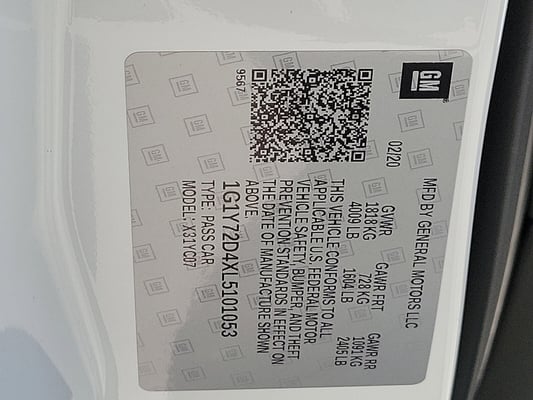 GM
MFD BY GENERAL MOTORS LLC
02/20
GVWR GAWR FRT GAWR RR
1818 KG 728 KG 1091 KG
4009 LB 1604 LB 2405 LB
THIS VEHICLE CONFORMS TO ALL
APPLICABLE U.S. FEDERAL MOTOR
VEHICLE SAFETY, BUMPER, AND THEFT
PREVENTION STANDARDS IN EFFECT ON
THE DATE OF MANUFACTURE SHOWN
ABOVE.
9567
1G1Y72D4XL5101053
TYPE: PASS CAR
MODEL: X31YC07